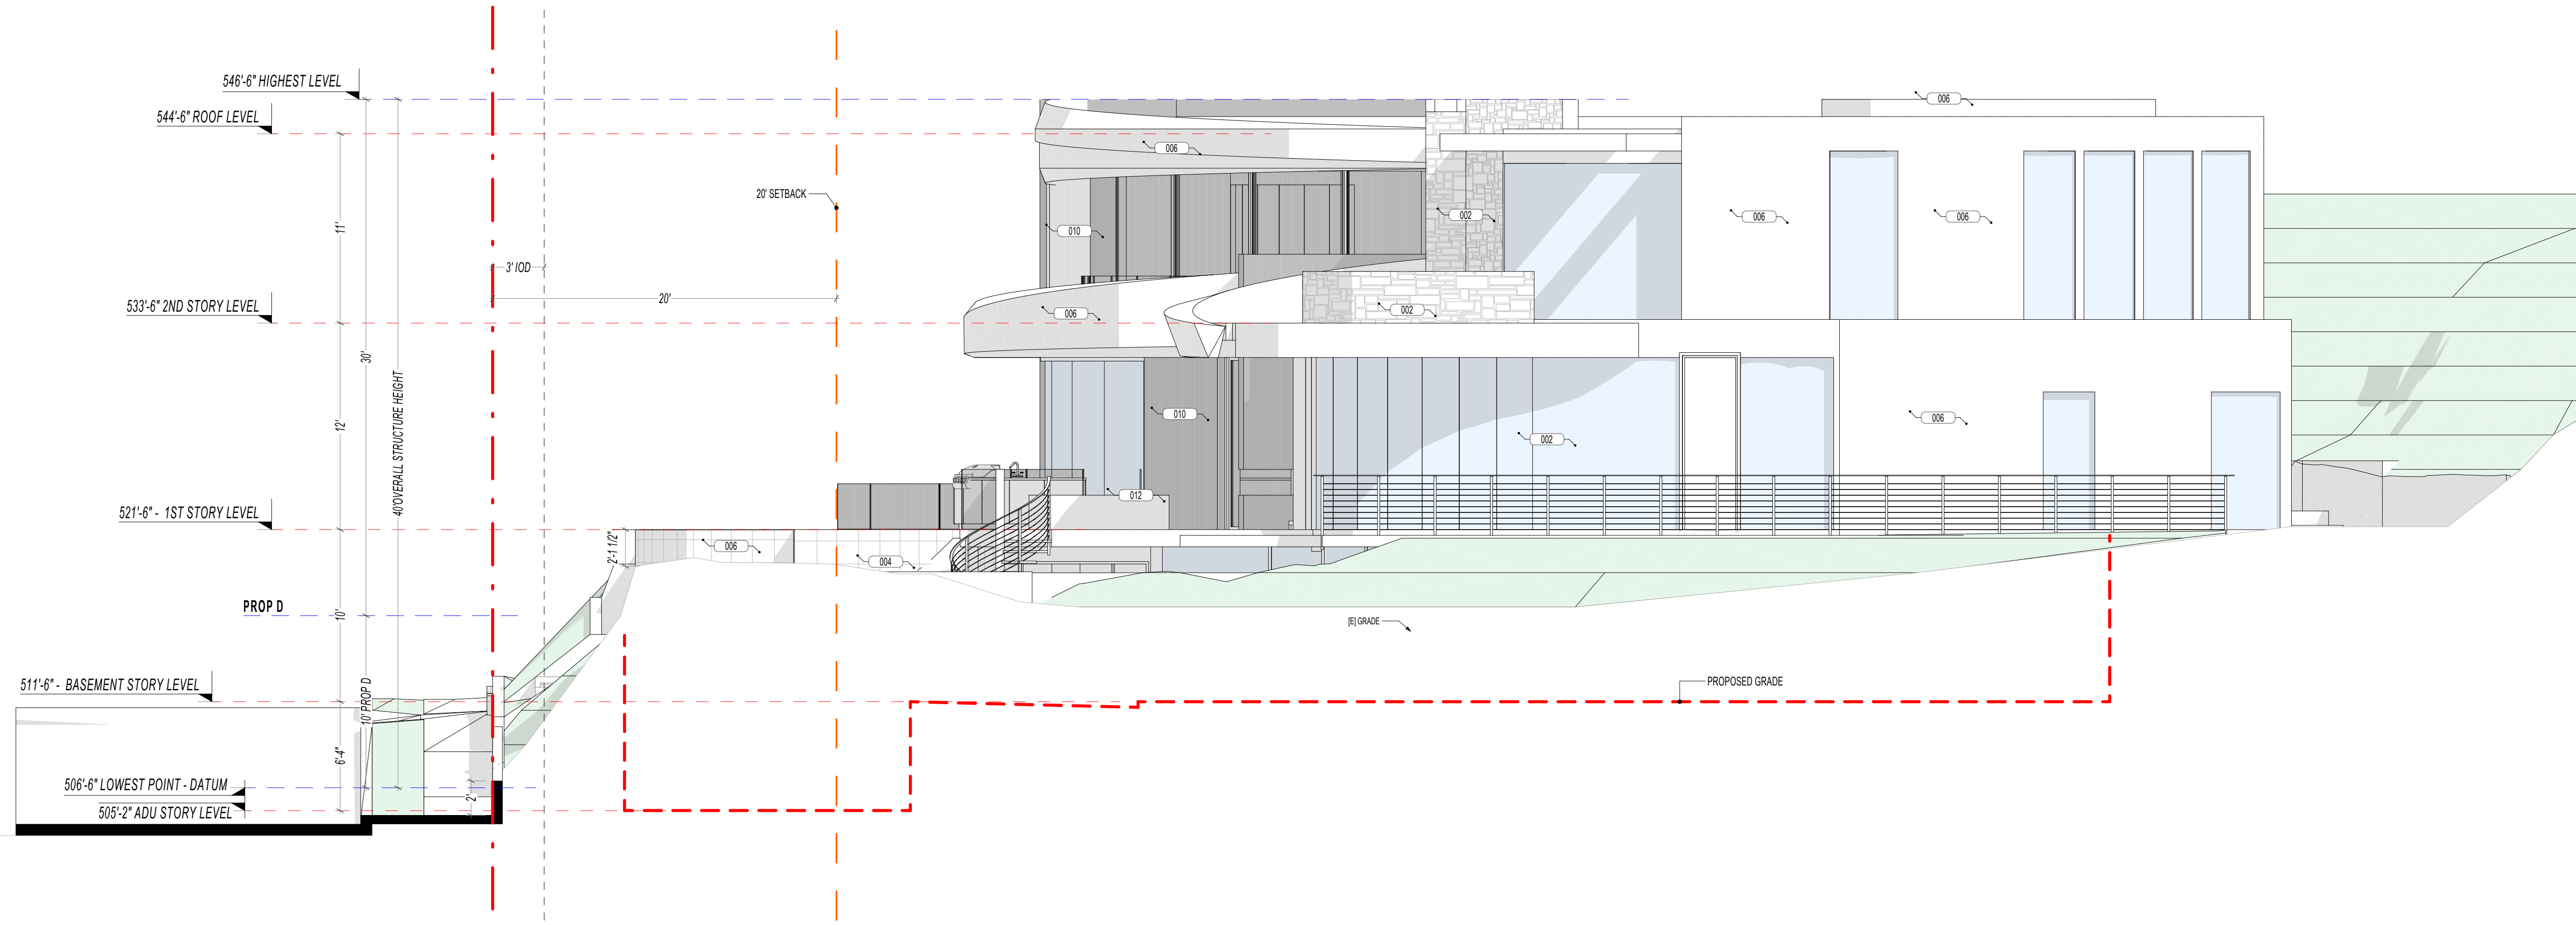 546'-6" HIGHEST LEVEL
544'-6" ROOF LEVEL
006
006
20' SETBACK
11'
010
002
006
006
3' IOD
20'
533'-6" 2ND STORY LEVEL
006
002
30'
12'
40'OVERALL STRUCTURE HEIGHT
010
002
006
012
521'-6" - 1ST STORY LEVEL
2'-1 1/2"
006
004
PROP D
10'
[E] GRADE
511'-6" - BASEMENT STORY LEVEL
10' PROP D
PROPOSED GRADE
6'-4"
506'-6" LOWEST POINT - DATUM
2'
505'-2" ADU STORY LEVEL